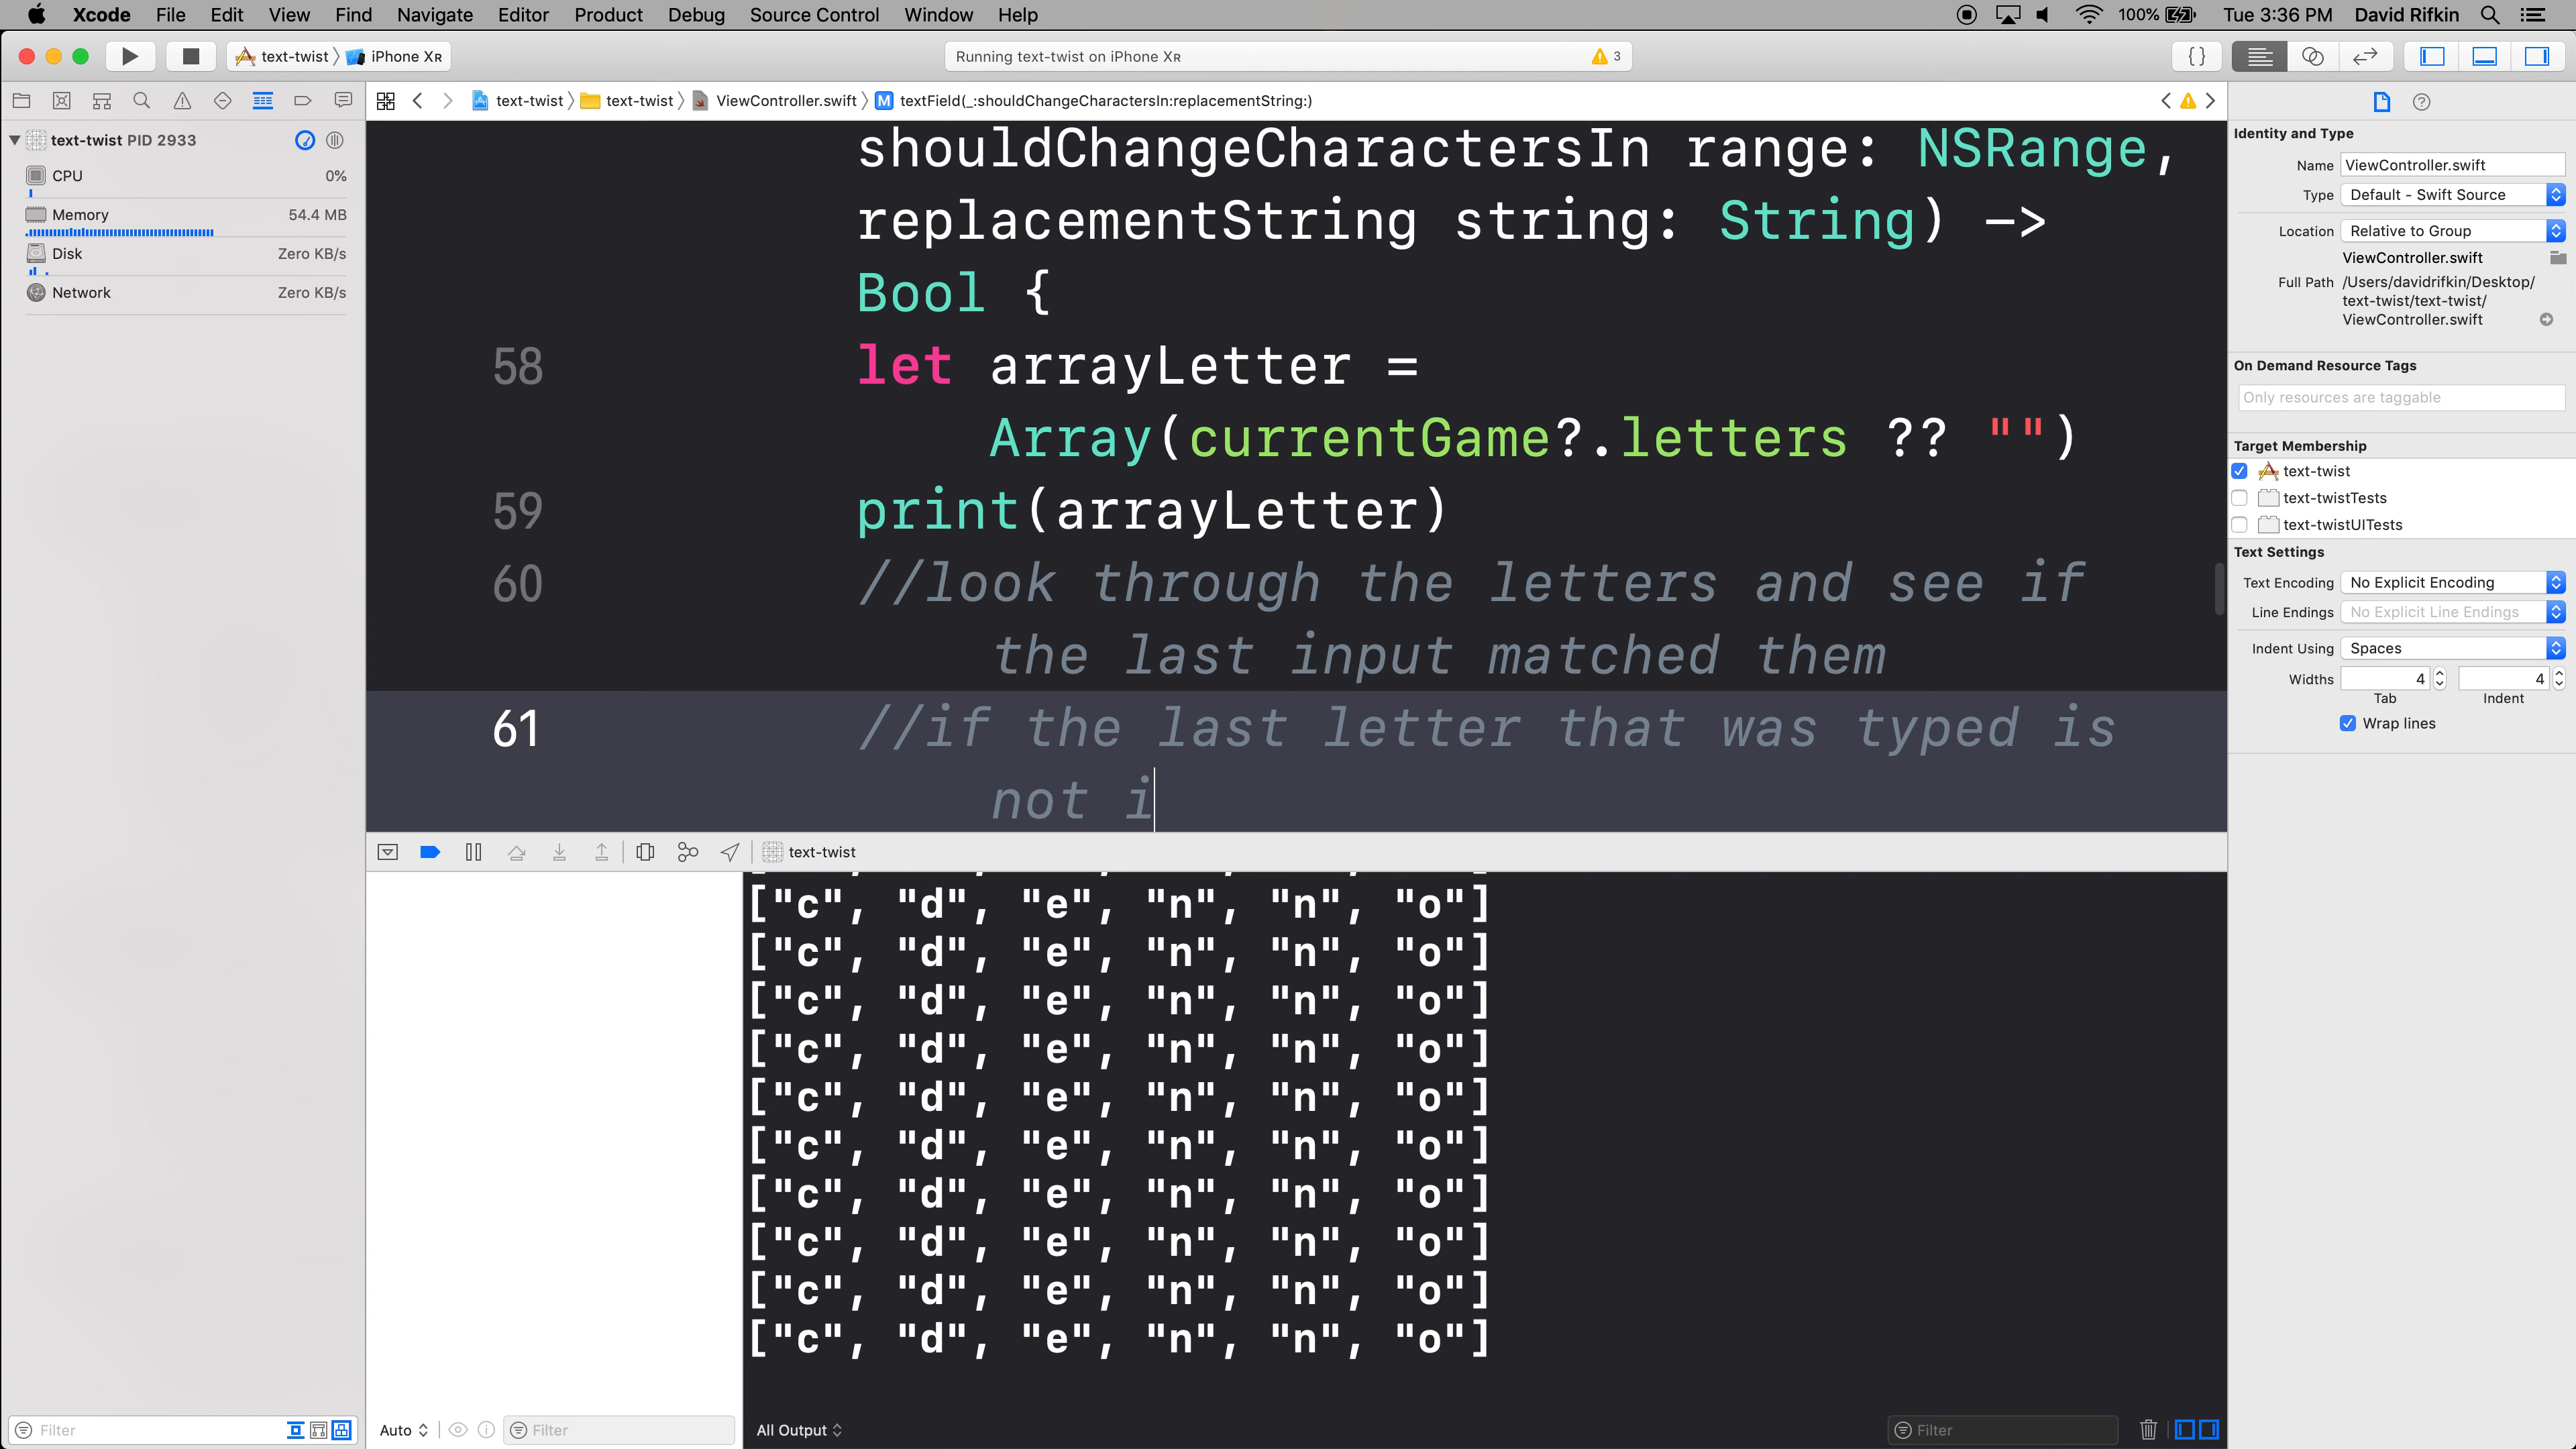 Xcode File Edit View Find Navigate Editor Product Debug Source Control Window Help 100% Tue 3:36 PM David Rifkin
text-twist iPhone XR Running text-twist on iPhone XR 3 {}
text-twist text-twist ViewController.swift M textField(_:shouldChangeCharactersIn:replacementString:)
text-twist PID 2933
CPU 0%
Memory 54.4 MB
Disk Zero KB/s
Network Zero KB/s
Filter
shouldChangeCharactersIn range: NSRange,
replacementString string: String) ->
Bool {
58 let arrayLetter =
Array(currentGame?.letters ?? "")
59 print(arrayLetter)
60 //look through the letters and see if
the last input matched them
61 //if the last letter that was typed is
not i
text-twist
["c", "d", "e", "n", "n", "o"]
["c", "d", "e", "n", "n", "o"]
["c", "d", "e", "n", "n", "o"]
["c", "d", "e", "n", "n", "o"]
["c", "d", "e", "n", "n", "o"]
["c", "d", "e", "n", "n", "o"]
["c", "d", "e", "n", "n", "o"]
["c", "d", "e", "n", "n", "o"]
["c", "d", "e", "n", "n", "o"]
["c", "d", "e", "n", "n", "o"]
Auto Filter All Output Filter
Identity and Type
Name ViewController.swift
Type Default - Swift Source
Location Relative to Group
ViewController.swift
Full Path /Users/davidrifkin/Desktop/
text-twist/text-twist/
ViewController.swift
On Demand Resource Tags
Only resources are taggable
Target Membership
text-twist
text-twistTests
text-twistUITests
Text Settings
Text Encoding No Explicit Encoding
Line Endings No Explicit Line Endings
Indent Using Spaces
Widths 4 4
Tab Indent
Wrap lines